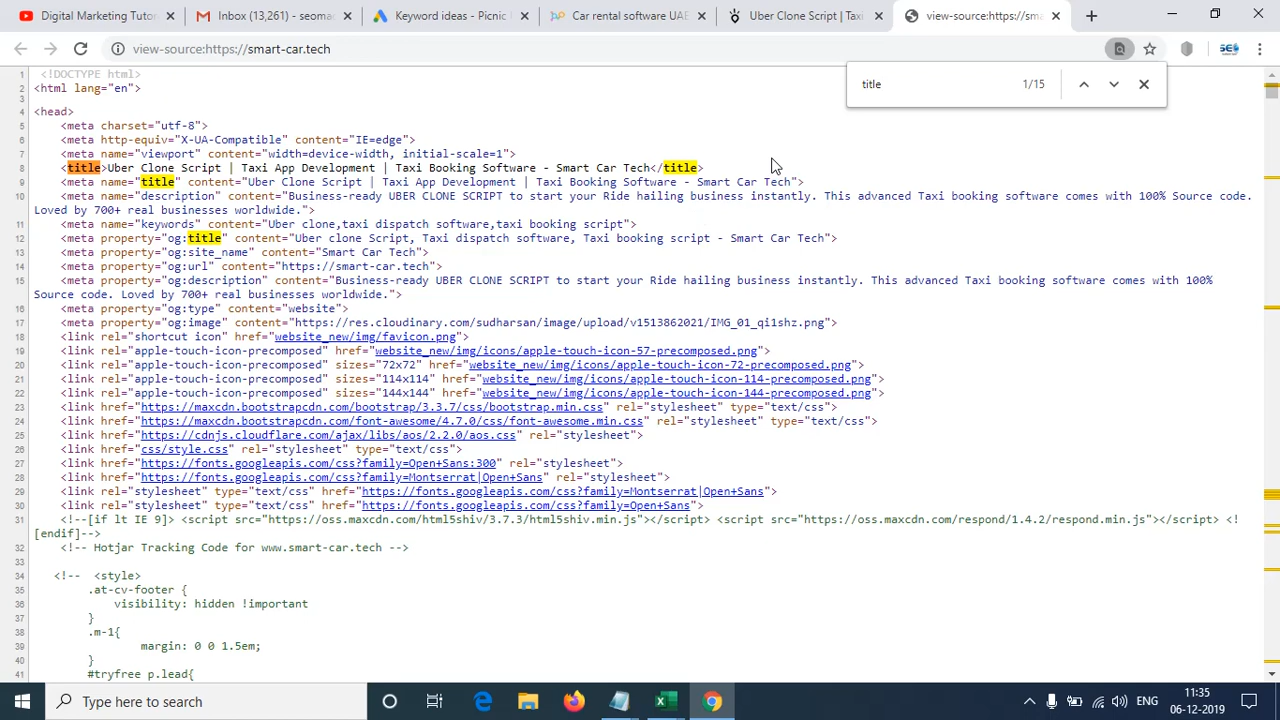 Digital Marketing Tutor
Inbox (13,261) - seomac
Keyword ideas - Picnic
Car rental software UAE
Uber Clone Script | Taxi
view-source:https://sma
view-source:https://smart-car.tech
title 1/15
1 <!DOCTYPE html>
2 <html lang="en">
3
4 <head>
5 <meta charset="utf-8">
6 <meta http-equiv="X-UA-Compatible" content="IE=edge">
7 <meta name="viewport" content="width=device-width, initial-scale=1">
8 <title>Uber Clone Script | Taxi App Development | Taxi Booking Software - Smart Car Tech</title>
9 <meta name="title" content="Uber Clone Script | Taxi App Development | Taxi Booking Software - Smart Car Tech">
10 <meta name="description" content="Business-ready UBER CLONE SCRIPT to start your Ride hailing business instantly. This advanced Taxi booking software comes with 100% Source code.
Loved by 700+ real businesses worldwide.">
11 <meta name="keywords" content="Uber clone,taxi dispatch software,taxi booking script">
12 <meta property="og:title" content="Uber clone Script, Taxi dispatch software, Taxi booking script - Smart Car Tech">
13 <meta property="og:site_name" content="Smart Car Tech">
14 <meta property="og:url" content="https://smart-car.tech">
15 <meta property="og:description" content="Business-ready UBER CLONE SCRIPT to start your Ride hailing business instantly. This advanced Taxi booking software comes with 100%
Source code. Loved by 700+ real businesses worldwide.">
16 <meta property="og:type" content="website">
17 <meta property="og:image" content="https://res.cloudinary.com/sudharsan/image/upload/v1513862021/IMG_01_qi1shz.png">
18 <link rel="shortcut icon" href="website_new/img/favicon.png">
19 <link rel="apple-touch-icon-precomposed" href="website_new/img/icons/apple-touch-icon-57-precomposed.png">
20 <link rel="apple-touch-icon-precomposed" sizes="72x72" href="website_new/img/icons/apple-touch-icon-72-precomposed.png">
21 <link rel="apple-touch-icon-precomposed" sizes="114x114" href="website_new/img/icons/apple-touch-icon-114-precomposed.png">
22 <link rel="apple-touch-icon-precomposed" sizes="144x144" href="website_new/img/icons/apple-touch-icon-144-precomposed.png">
23 <link href="https://maxcdn.bootstrapcdn.com/bootstrap/3.3.7/css/bootstrap.min.css" rel="stylesheet" type="text/css">
24 <link href="https://maxcdn.bootstrapcdn.com/font-awesome/4.7.0/css/font-awesome.min.css" rel="stylesheet" type="text/css">
25 <link href="https://cdnjs.cloudflare.com/ajax/libs/aos/2.2.0/aos.css" rel="stylesheet">
26 <link href="css/style.css" rel="stylesheet" type="text/css">
27 <link href="https://fonts.googleapis.com/css?family=Open+Sans:300" rel="stylesheet">
28 <link href="https://fonts.googleapis.com/css?family=Montserrat|Open+Sans" rel="stylesheet">
29 <link rel="stylesheet" type="text/css" href="https://fonts.googleapis.com/css?family=Montserrat|Open+Sans">
30 <link rel="stylesheet" type="text/css" href="https://fonts.googleapis.com/css?family=Open+Sans">
31 <!--[if lt IE 9]> <script src="https://oss.maxcdn.com/html5shiv/3.7.3/html5shiv.min.js"></script> <script src="https://oss.maxcdn.com/respond/1.4.2/respond.min.js"></script> <!
[endif]-->
32 <!-- Hotjar Tracking Code for www.smart-car.tech -->
33
34 <!-- <style>
35 .at-cv-footer {
36 visibility: hidden !important
37 }
38 .m-1{
39 margin: 0 0 1.5em;
40 }
41 #tryfree p.lead{
Type here to search
ENG
11:35
06-12-2019